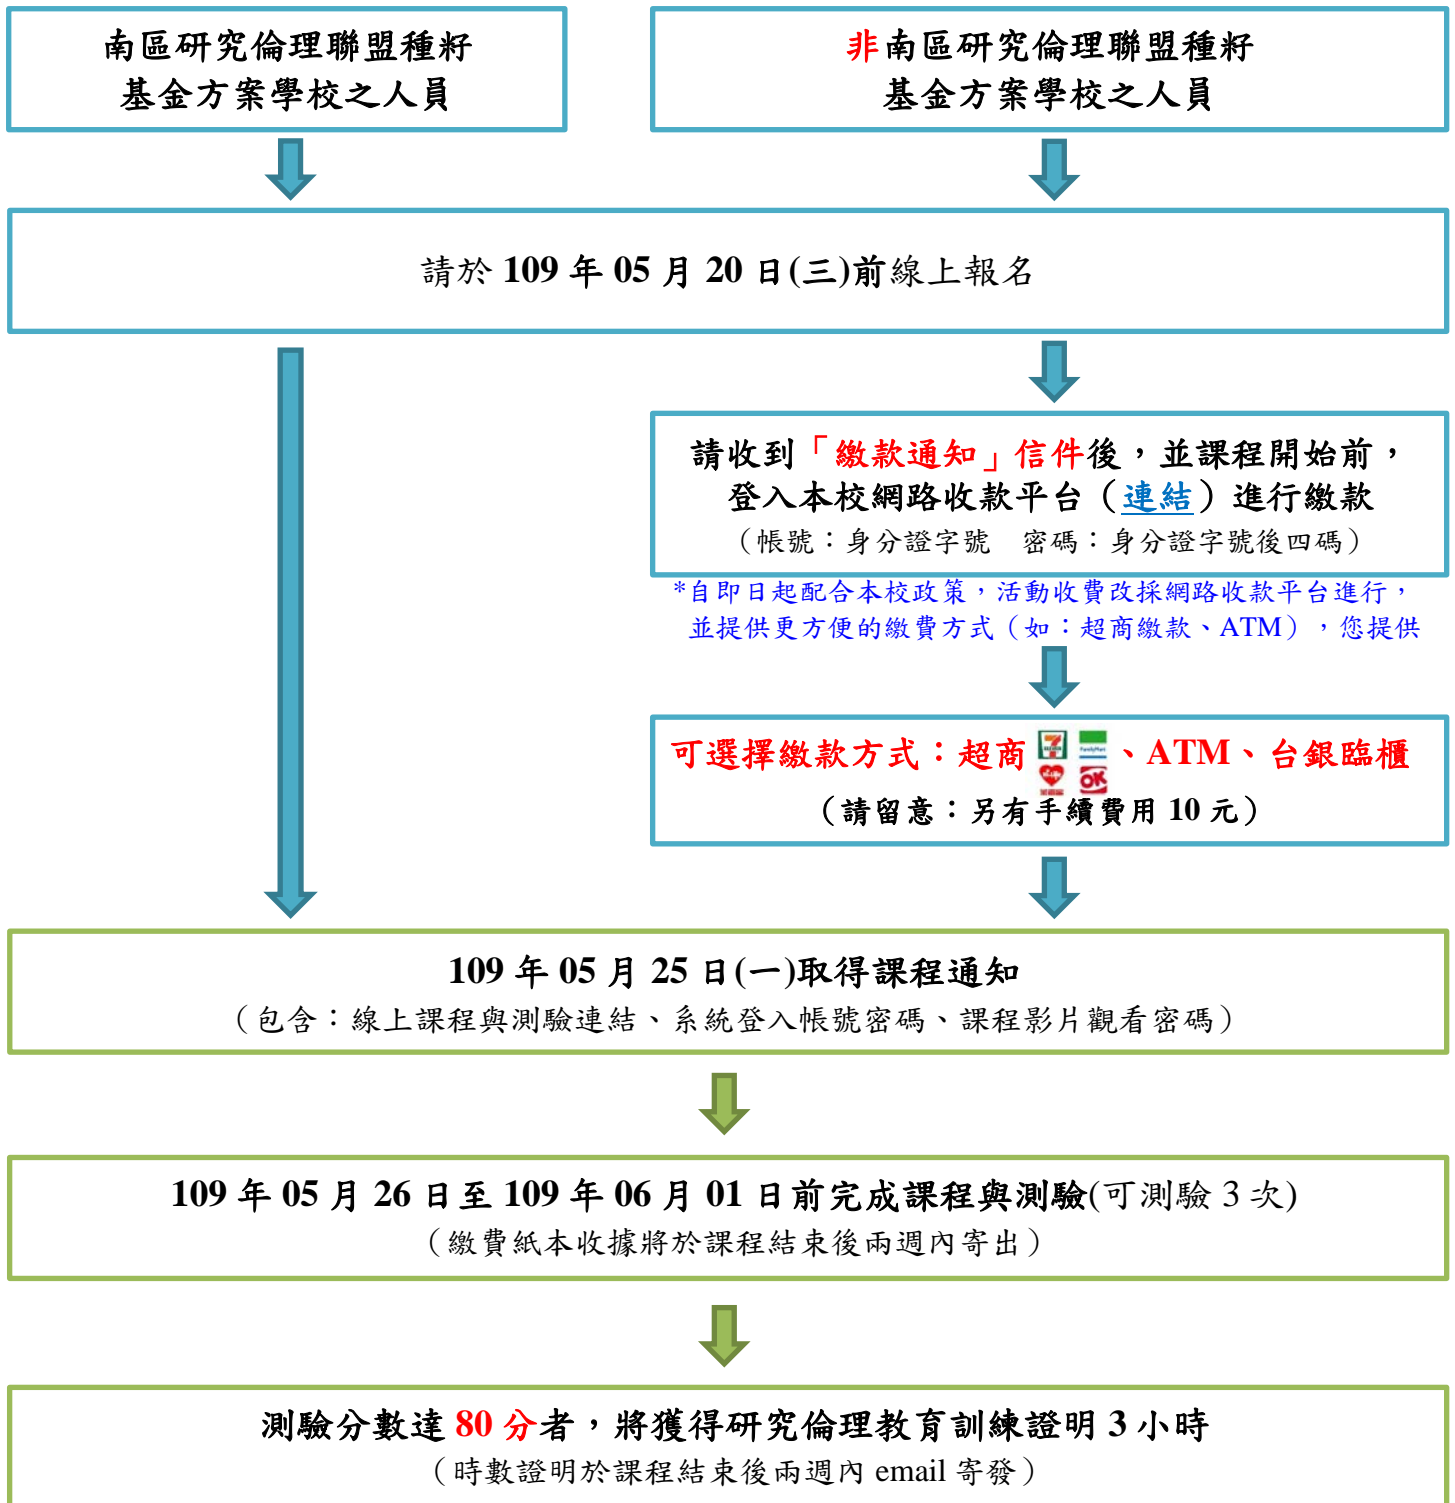 南區研究倫理聯盟種籽
基金方案學校之人員
非南區研究倫理聯盟種籽
基金方案學校之人員
請於 109 年 05 月 20 日(三)前線上報名
請收到「繳款通知」信件後，並課程開始前，
登入本校網路收款平台（連結）進行繳款
（帳號：身分證字號　密碼：身分證字號後四碼）
*自即日起配合本校政策，活動收費改採網路收款平台進行，
並提供更方便的繳費方式（如：超商繳款、ATM），您提供
可選擇繳款方式：超商、ATM、台銀臨櫃
7
FamilyMart
OK
（請留意：另有手續費用 10 元）
109 年 05 月 25 日(一)取得課程通知
（包含：線上課程與測驗連結、系統登入帳號密碼、課程影片觀看密碼）
109 年 05 月 26 日至 109 年 06 月 01 日前完成課程與測驗(可測驗 3 次)
（繳費紙本收據將於課程結束後兩週內寄出）
測驗分數達 80 分者，將獲得研究倫理教育訓練證明 3 小時
（時數證明於課程結束後兩週內 email 寄發）